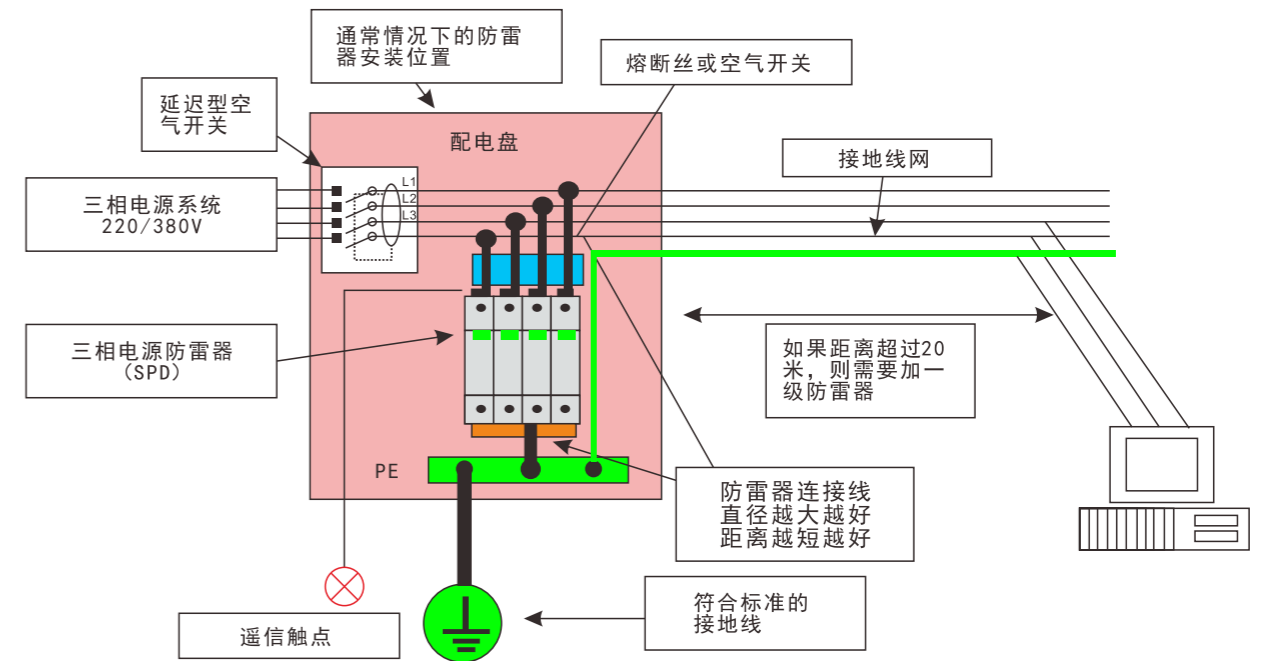 通常情况下的防雷
器安装位置
熔断丝或空气开关
延迟型空
气开关
配电盘
接地线网
三相电源系统
220/380V
L1
L2
L3
三相电源防雷器
(SPD)
如果距离超过20
米，则需要加一
级防雷器
PE
防雷器连接线
直径越大越好
距离越短越好
符合标准的
接地线
遥信触点